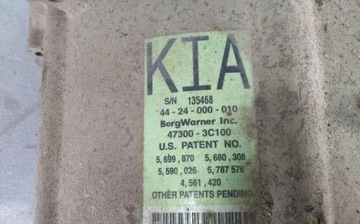 KIA
S/N 135468
44-24-000-010
BorgWarner Inc.
47300-3C100
U.S. PATENT NO.
5,699,870 5,680,308
5,590,026 5,787,576
4,561,420
OTHER PATENTS PENDING